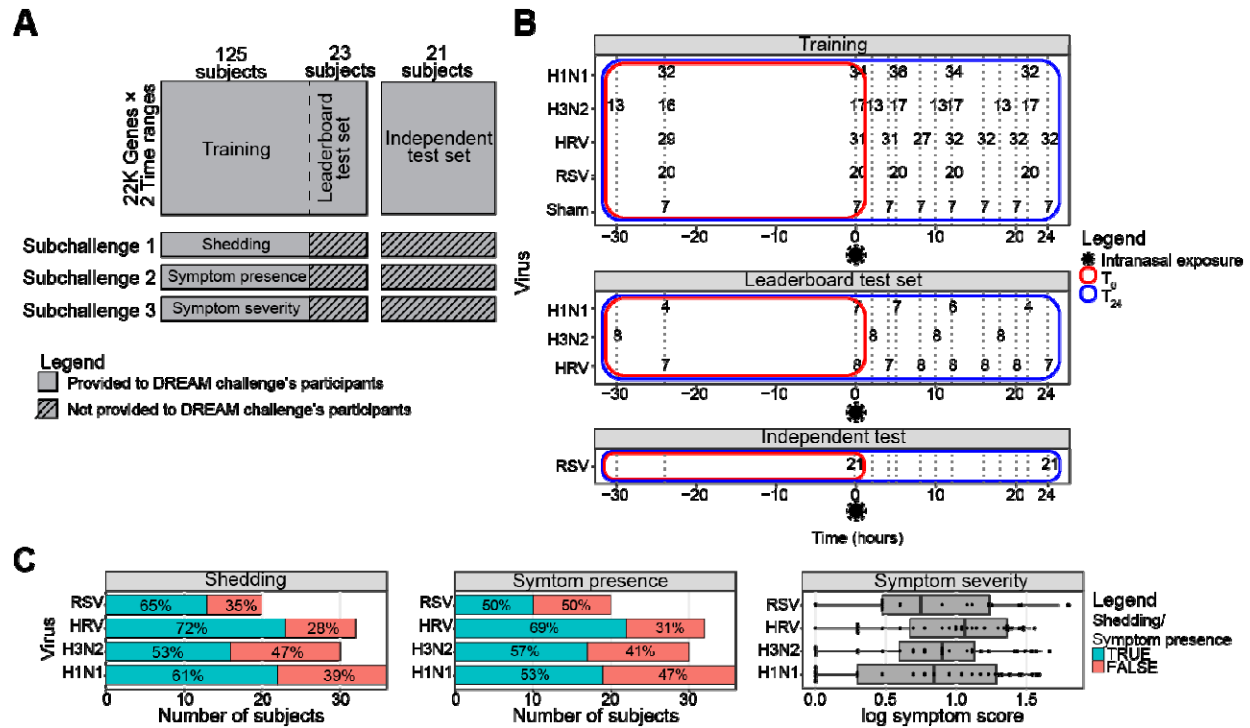 A
125 subjects
23 subjects
21 subjects
22K Genes ×
2 Time ranges
Training
Leaderboard
test set
Independent
test set
Subchallenge 1
Shedding
Subchallenge 2
Symptom presence
Subchallenge 3
Symptom severity
Legend
Provided to DREAM challenge's participants
Not provided to DREAM challenge's participants
B
Virus
Training
H1N1 32 34 36 34 32
H3N2 13 16 17 13 17 13 17 13 17
HRV 29 31 31 27 32 32 32 32
RSV 20 20 20 20 20
Sham 7 7 7 7 7 7 7 7
−30 −20 −10 0 10 20 24
Leaderboard test set
H1N1 4 7 7 6 4
H3N2 8 8 8 8
HRV 7 8 7 8 8 8 8 7
−30 −20 −10 0 10 20 24
Independent test
RSV 21 21
−30 −20 −10 0 10 20 24
Time (hours)
Legend
Intranasal exposure
T0
T24
C
Virus
Shedding
RSV 65% 35%
HRV 72% 28%
H3N2 53% 47%
H1N1 61% 39%
0 10 20 30
Number of subjects
Symtom presence
RSV 50% 50%
HRV 69% 31%
H3N2 57% 41%
H1N1 53% 47%
0 10 20 30
Number of subjects
Symptom severity
RSV
HRV
H3N2
H1N1
0.0 0.5 1.0 1.5
log symptom score
Legend
Shedding/
Symptom presence
TRUE
FALSE